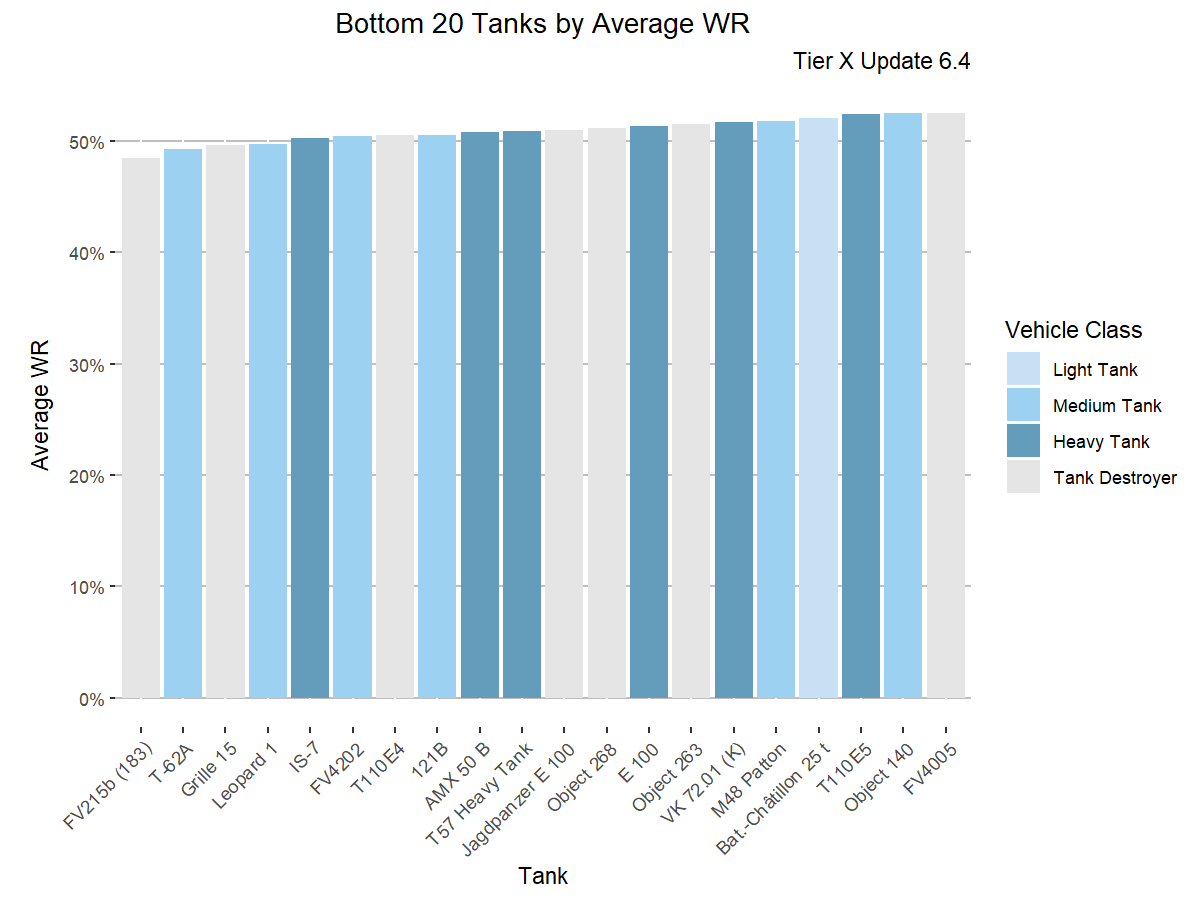 Bottom 20 Tanks by Average WR
Tier X Update 6.4
Average WR
50%
40%
30%
20%
10%
0%
FV215b (183)
T-62A
Grille 15
Leopard 1
IS-7
FV4202
T110E4
121B
AMX 50 B
T57 Heavy Tank
Jagdpanzer E 100
Object 268
E 100
Object 263
VK 72.01 (K)
M48 Patton
Bat.-Châtillon 25 t
T110E5
Object 140
FV4005
Tank
Vehicle Class
Light Tank
Medium Tank
Heavy Tank
Tank Destroyer